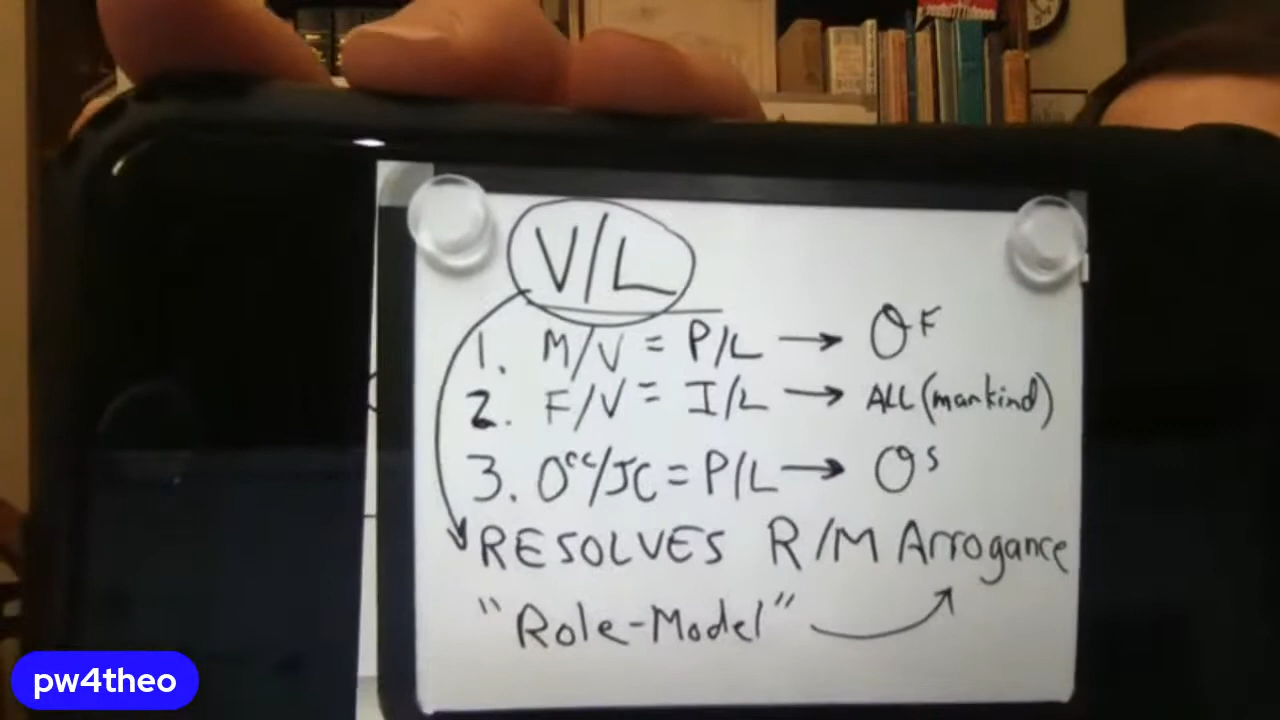 V/L
1. M/V = P/L → O^F
2. F/V = I/L → ALL (mankind)
3. O^cc/JC = P/L → O^S
RESOLVES R/M Arrogance
"Role-Model"
pw4theo